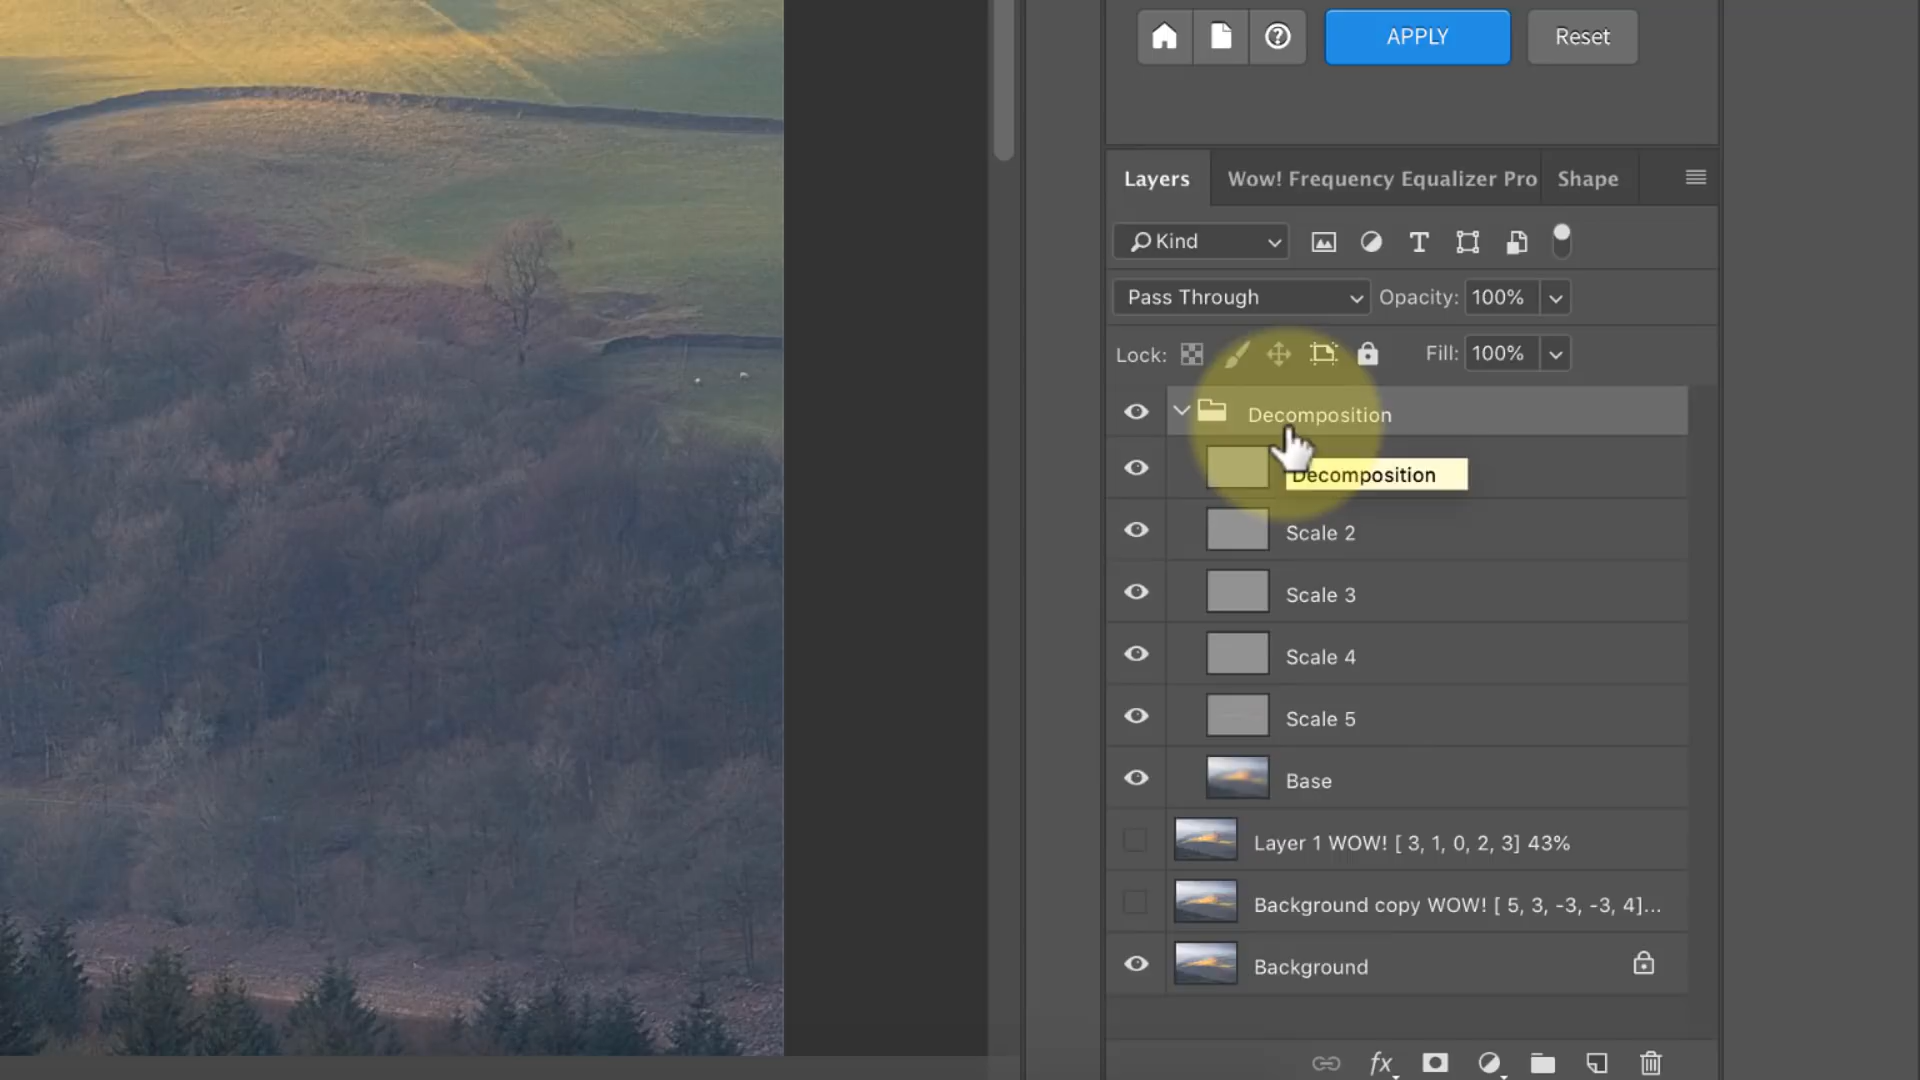 APPLY
Reset
Layers
Wow! Frequency Equalizer Pro
Shape
Kind
Pass Through
Opacity: 100%
Lock:
Fill: 100%
Decomposition
Decomposition
Scale 2
Scale 3
Scale 4
Scale 5
Base
Layer 1 WOW! [ 3, 1, 0, 2, 3] 43%
Background copy WOW! [ 5, 3, -3, -3, 4]...
Background
fx